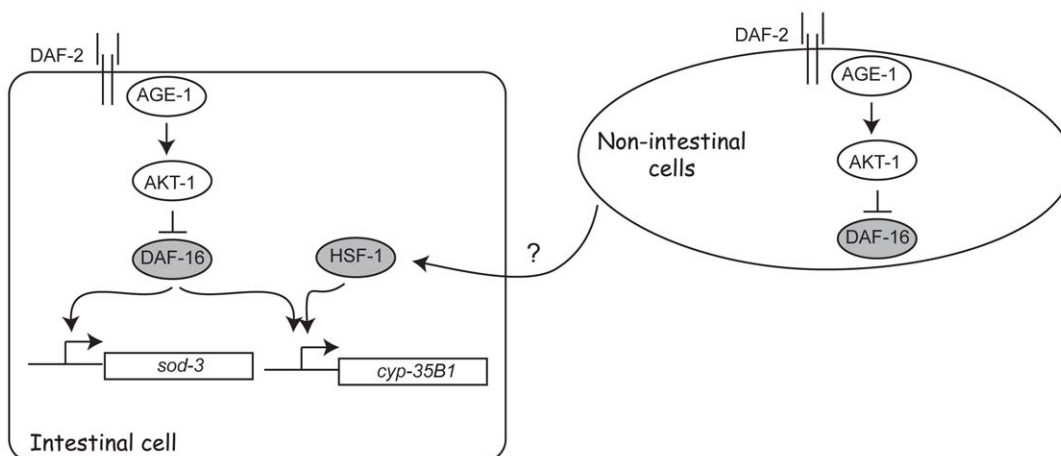 DAF-2
AGE-1
AKT-1
DAF-16
HSF-1
sod-3
cyp-35B1
Intestinal cell
?
DAF-2
AGE-1
Non-intestinal
cells
AKT-1
DAF-16